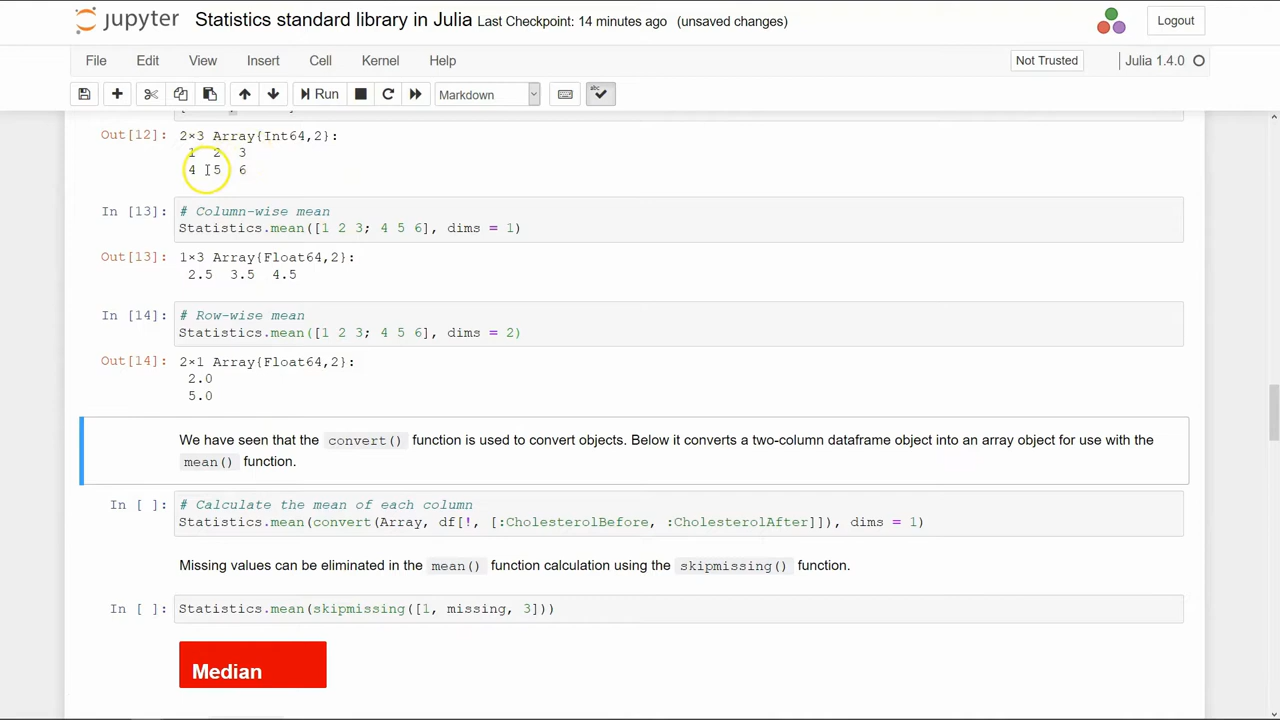 jupyter Statistics standard library in Julia Last Checkpoint: 14 minutes ago (unsaved changes) Logout
File Edit View Insert Cell Kernel Help Not Trusted Julia 1.4.0
Run Markdown
Out[12]: 2×3 Array{Int64,2}:
1 2 3
4 5 6
In [13]: # Column-wise mean
Statistics.mean([1 2 3; 4 5 6], dims = 1)
Out[13]: 1×3 Array{Float64,2}:
2.5 3.5 4.5
In [14]: # Row-wise mean
Statistics.mean([1 2 3; 4 5 6], dims = 2)
Out[14]: 2×1 Array{Float64,2}:
2.0
5.0
We have seen that the convert() function is used to convert objects. Below it converts a two-column dataframe object into an array object for use with the
mean() function.
In [ ]: # Calculate the mean of each column
Statistics.mean(convert(Array, df[!, [:CholesterolBefore, :CholesterolAfter]]), dims = 1)
Missing values can be eliminated in the mean() function calculation using the skipmissing() function.
In [ ]: Statistics.mean(skipmissing([1, missing, 3]))
Median